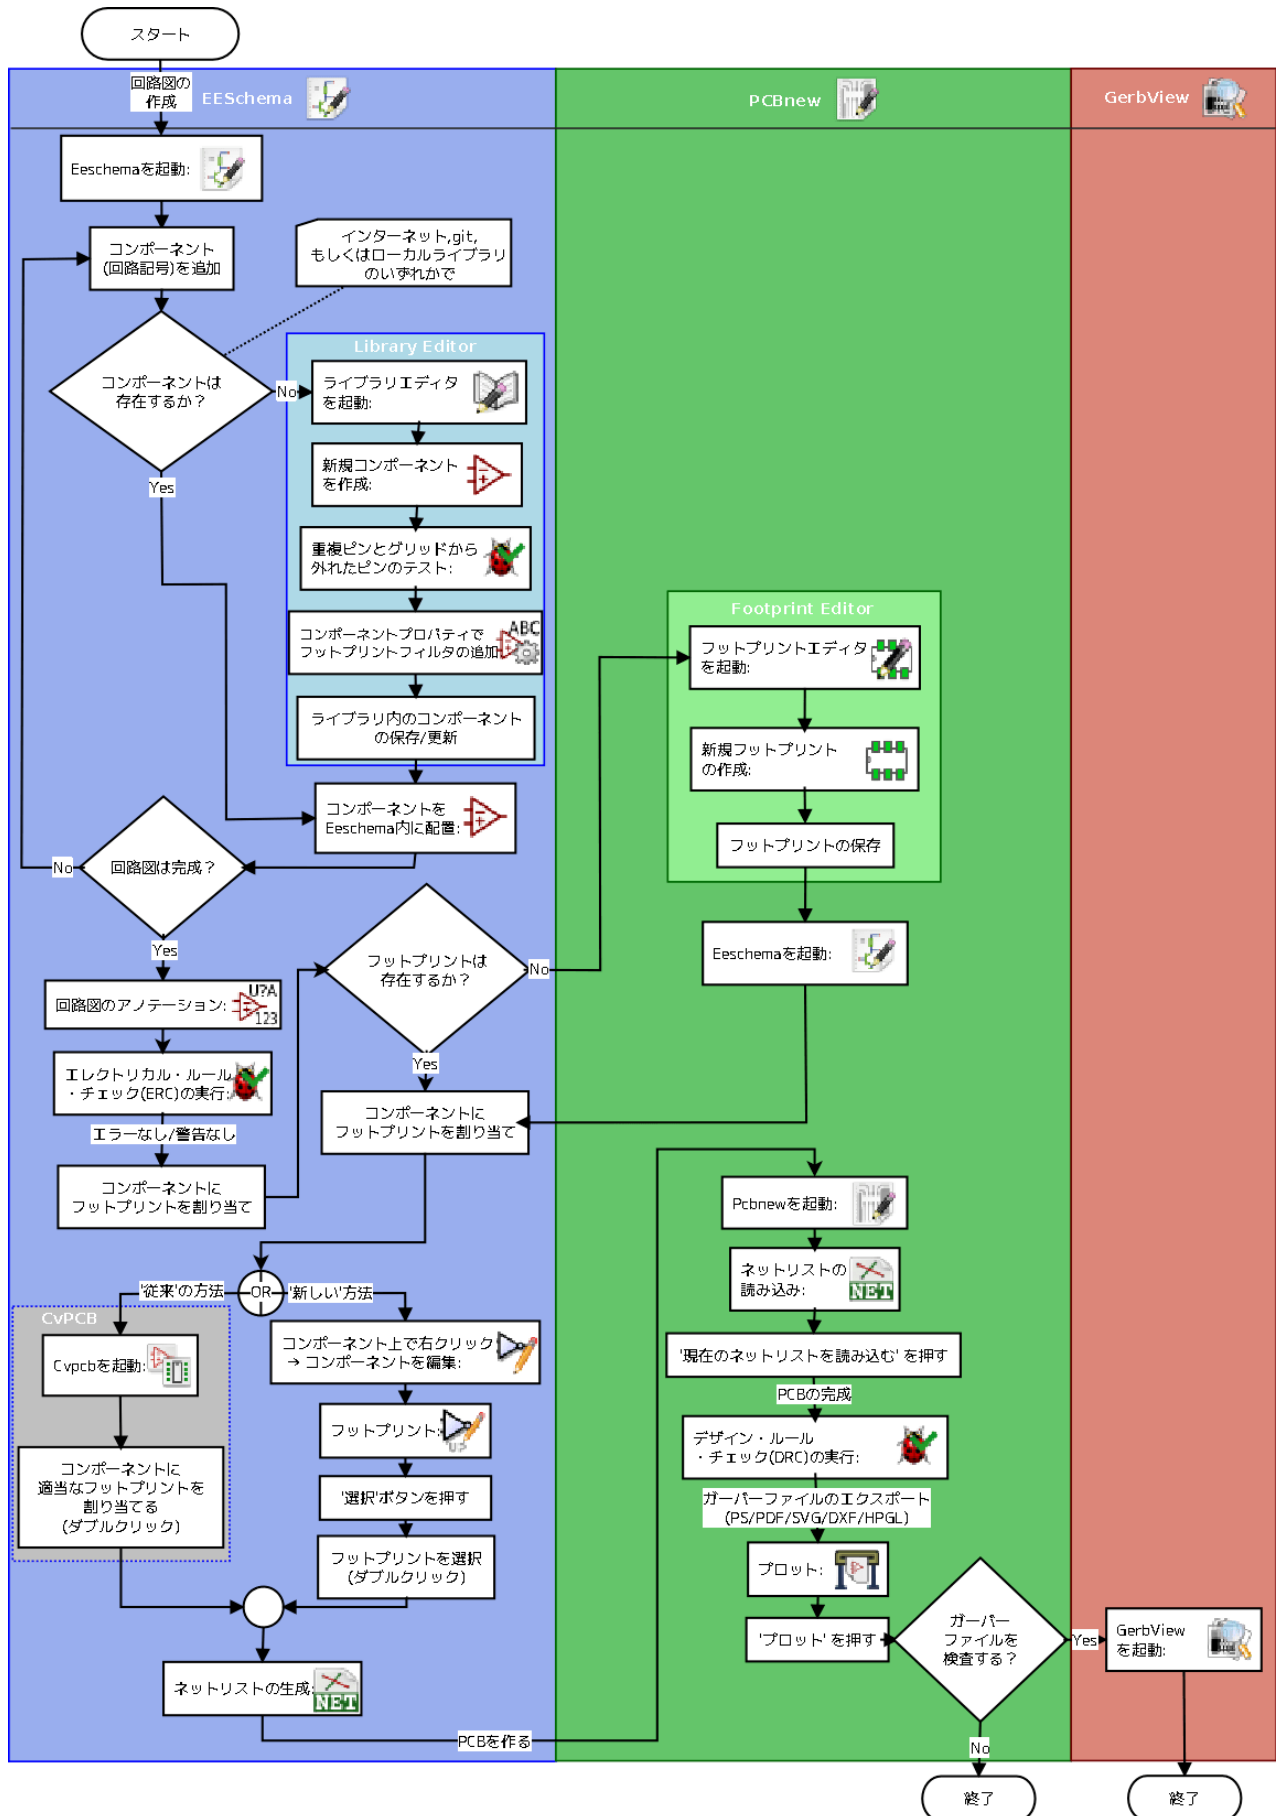 スタート
回路図の
作成
EESchema
PCBnew
GerbView
Eeschemaを起動:
コンポーネント
(回路記号)を追加
インターネット,git,
もしくはローカルライブラリ
のいずれかで
コンポーネントは
存在するか？
No
Yes
Library Editor
ライブラリエディタ
を起動:
新規コンポーネント
を作成:
重複ピンとグリッドから
外れたピンのテスト:
コンポーネントプロパティで
フットプリントフィルタの追加
ABC
ライブラリ内のコンポーネント
の保存/更新
コンポーネントを
Eeschema内に配置:
回路図は完成？
No
Yes
回路図のアノテーション:
U?A
123
エレクトリカル・ルール
・チェック(ERC)の実行:
エラーなし/警告なし
コンポーネントに
フットプリントを割り当て
フットプリントは
存在するか？
No
Yes
コンポーネントに
フットプリントを割り当て
Footprint Editor
フットプリントエディタ
を起動:
新規フットプリント
の作成:
フットプリントの保存
Eeschemaを起動:
OR
'従来'の方法
'新しい'方法
CvPCB
Cvpcbを起動:
コンポーネントに
適当なフットプリントを
割り当てる
(ダブルクリック)
コンポーネント上で右クリック
→ コンポーネントを編集:
フットプリント:
'選択'ボタンを押す
フットプリントを選択
(ダブルクリック)
ネットリストの生成:
NET
PCBを作る
Pcbnewを起動:
ネットリストの
読み込み:
NET
'現在のネットリストを読み込む' を押す
PCBの完成
デザイン・ルール
・チェック(DRC)の実行:
ガーバーファイルのエクスポート
(PS/PDF/SVG/DXF/HPGL)
プロット:
'プロット' を押す
ガーバー
ファイルを
検査する？
Yes
No
GerbView
を起動:
終了
終了